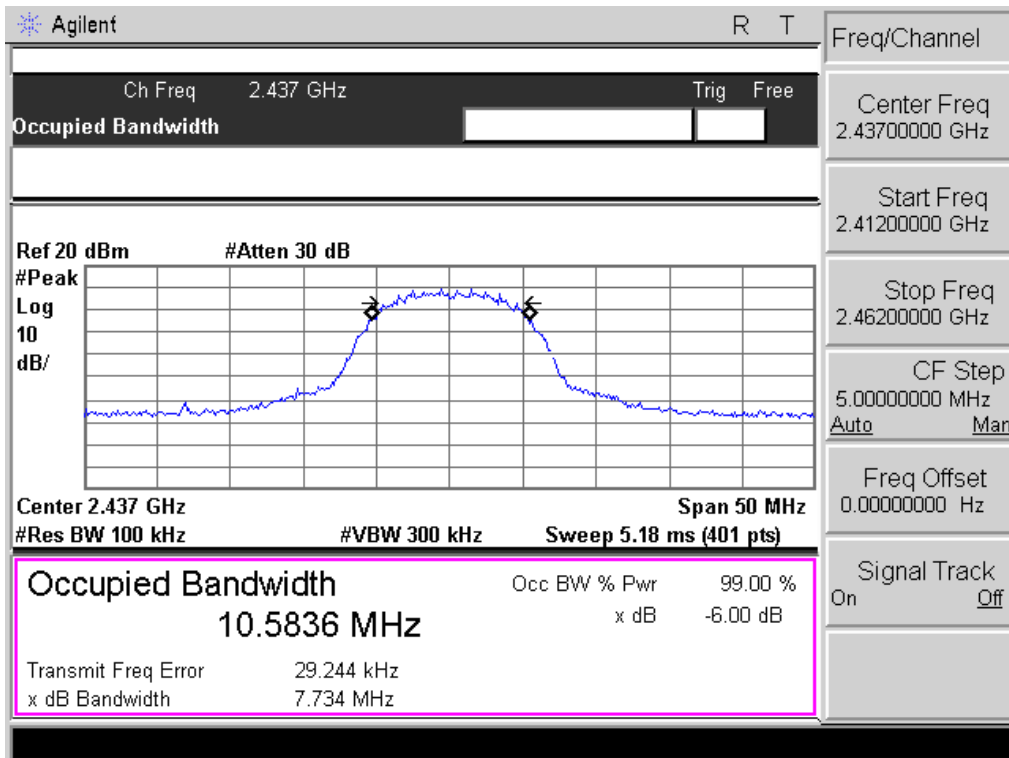 Agilent R T
Ch Freq 2.437 GHz Trig Free
Occupied Bandwidth
Ref 20 dBm #Atten 30 dB
#Peak
Log
10
dB/
Center 2.437 GHz Span 50 MHz
#Res BW 100 kHz #VBW 300 kHz Sweep 5.18 ms (401 pts)
Occupied Bandwidth Occ BW % Pwr 99.00 %
10.5836 MHz x dB -6.00 dB
Transmit Freq Error 29.244 kHz
x dB Bandwidth 7.734 MHz
Freq/Channel
Center Freq
2.43700000 GHz
Start Freq
2.41200000 GHz
Stop Freq
2.46200000 GHz
CF Step
5.00000000 MHz
Auto Man
Freq Offset
0.00000000 Hz
Signal Track
On Off